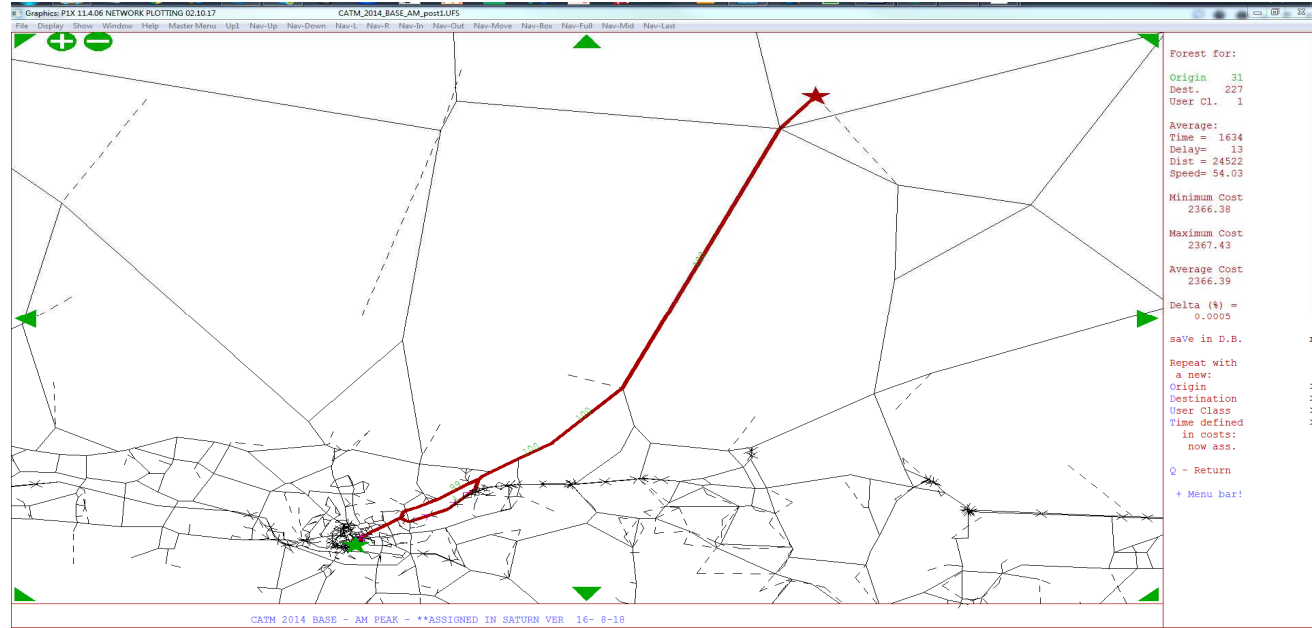 Graphics: P1X 11.4.06 NETWORK PLOTTING 02.10.17 CATM_2014_BASE_AM_post1.UFS
File Display Show Window Help Master Menu Up1 Nav-Up Nav-Down Nav-L Nav-R Nav-In Nav-Out Nav-Move Nav-Box Nav-Full Nav-Mid Nav-Last
Forest for:
Origin 31
Dest. 227
User Cl. 1
Average:
Time = 1634
Delay= 13
Dist = 24522
Speed= 54.03
Minimum Cost
2366.38
Maximum Cost
2367.43
Average Cost
2366.39
Delta (%) =
0.0005
saVe in D.B.
Repeat with
a new:
Origin >
Destination >
User Class
Time defined >
in costs:
now ass.
Q - Return
+ Menu bar!
100
100
100
99
CATM 2014 BASE - AM PEAK - **ASSIGNED IN SATURN VER 16- 8-18